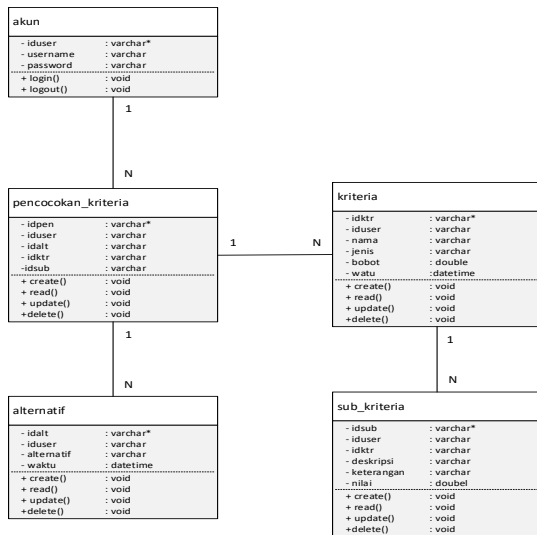 akun
- iduser : varchar*
- username : varchar
- password : varchar
+ login() : void
+ logout() : void
1
N
pencocokan_kriteria
- idpen : varchar*
- iduser : varchar
- idalt : varchar
- idktr : varchar
-idsub : varchar
+ create() : void
+ read() : void
+ update() : void
+delete() : void
1
N
kriteria
- idktr : varchar*
- iduser : varchar
- nama : varchar
- jenis : varchar
- bobot : double
- watu :datetime
+ create() : void
+ read() : void
+ update() : void
+delete() : void
1
N
alternatif
- idalt : varchar*
- iduser : varchar
- alternatif : varchar
- waktu : datetime
+ create() : void
+ read() : void
+ update() : void
+delete() : void
1
N
sub_kriteria
- idsub : varchar*
- iduser : varchar
- idktr : varchar
- deskripsi : varchar
- keterangan : varchar
- nilai : doubel
+ create() : void
+ read() : void
+ update() : void
+delete() : void